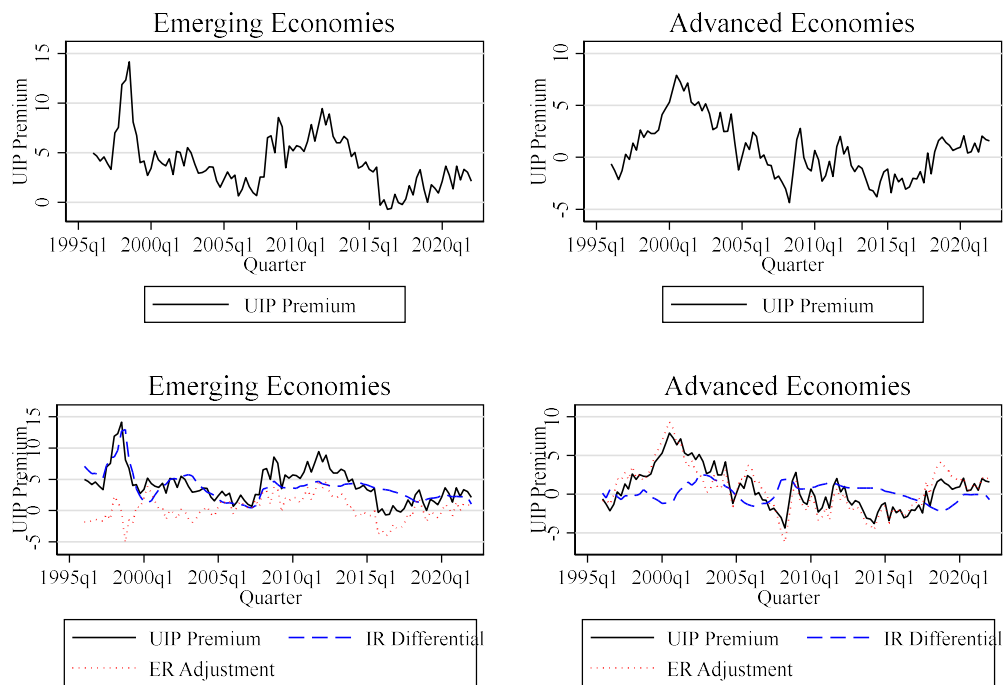 Emerging Economies
UIP Premium
15
10
5
0
1995q1 2000q1 2005q1 2010q1 2015q1 2020q1
Quarter
UIP Premium
Advanced Economies
UIP Premium
10
5
0
-5
1995q1 2000q1 2005q1 2010q1 2015q1 2020q1
Quarter
UIP Premium
Emerging Economies
UIP Premium
15
10
5
0
-5
1995q1 2000q1 2005q1 2010q1 2015q1 2020q1
Quarter
UIP Premium IR Differential
ER Adjustment
Advanced Economies
UIP Premium
10
5
0
-5
1995q1 2000q1 2005q1 2010q1 2015q1 2020q1
Quarter
UIP Premium IR Differential
ER Adjustment